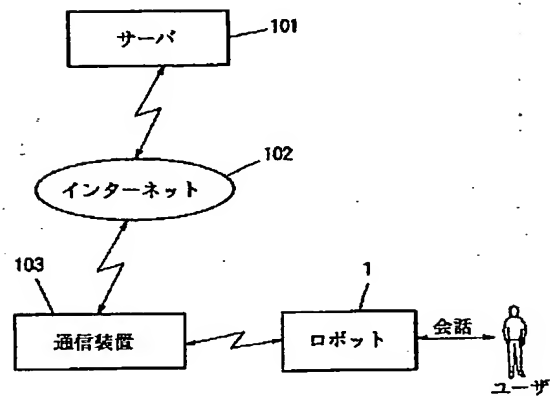 サーバ
101
インターネット
102
103
通信装置
1
ロボット
会話
ユーザ